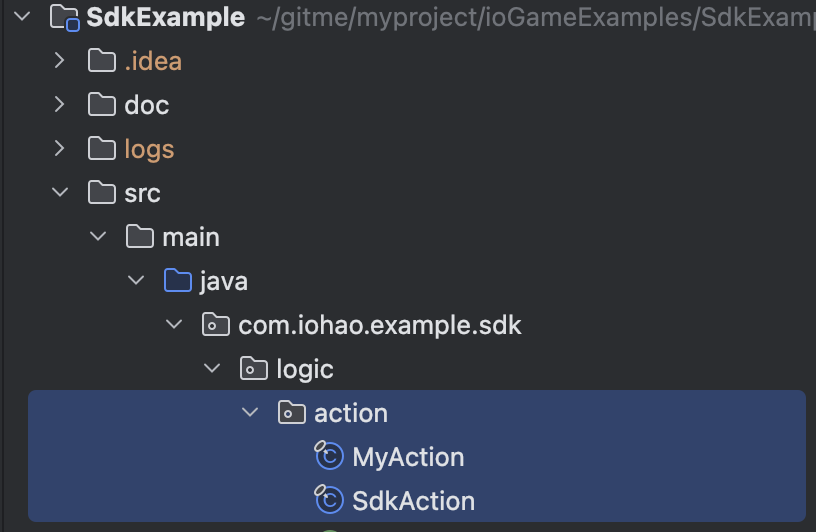 SdkExample ~/gitme/myproject/ioGameExamples/SdkExamp
.idea
doc
logs
src
main
java
com.iohao.example.sdk
logic
action
MyAction
SdkAction